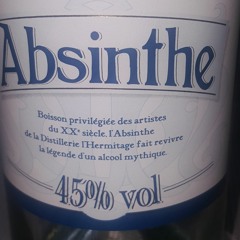 Absinthe
Boisson privilégiée des artistes
du XXe siècle, l'Absinthe
de la Distillerie l'Hermitage fait revivre
la légende d'un alcool mythique.
45% vol